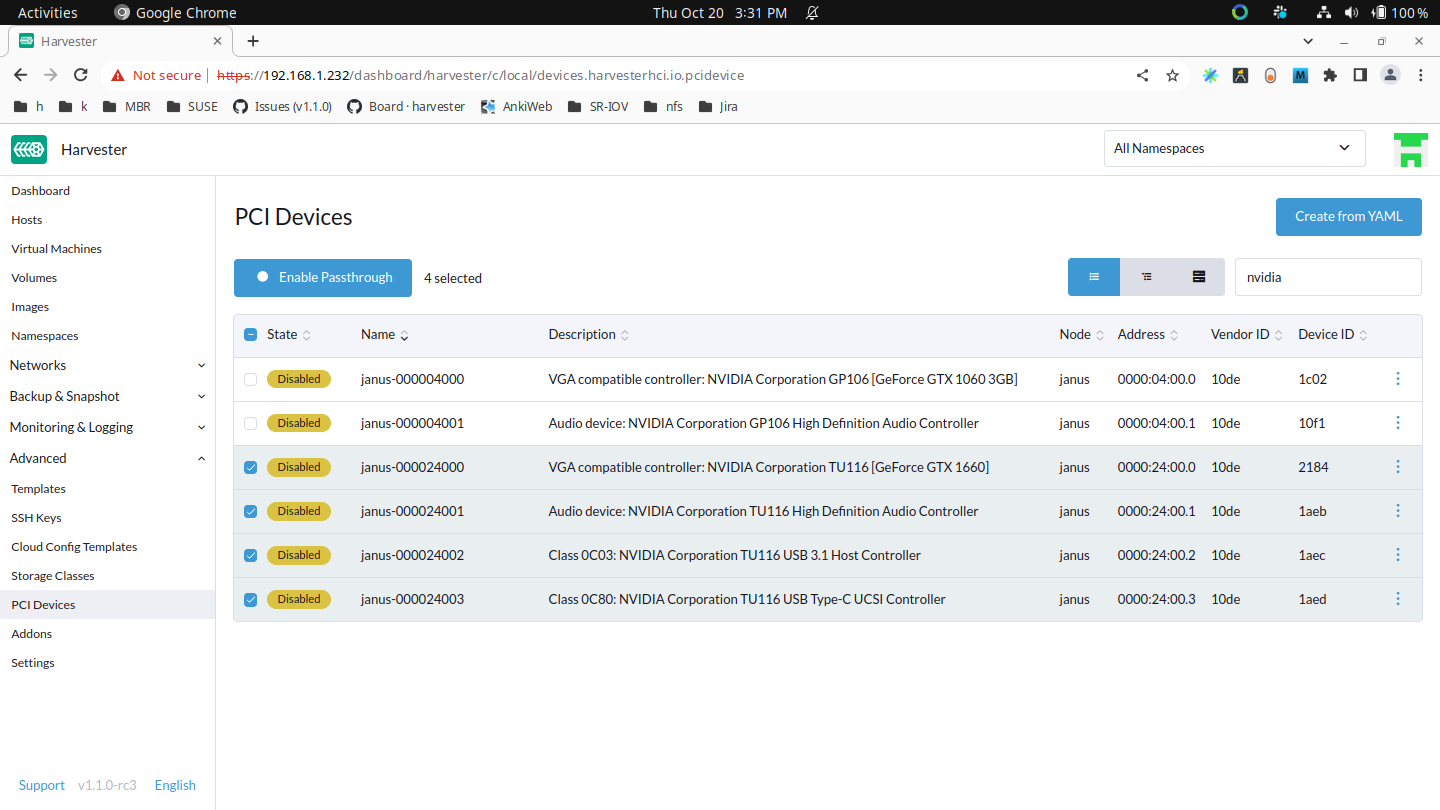 Activities Google Chrome Thu Oct 20 3:31 PM 100 %
Harvester
Not secure https://192.168.1.232/dashboard/harvester/c/local/devices.harvesterhci.io.pcidevice
h k MBR SUSE Issues (v1.1.0) Board · harvester AnkiWeb SR-IOV nfs Jira
Harvester All Namespaces
Dashboard
Hosts
Virtual Machines
Volumes
Images
Namespaces
Networks
Backup & Snapshot
Monitoring & Logging
Advanced
Templates
SSH Keys
Cloud Config Templates
Storage Classes
PCI Devices
Addons
Settings
Support v1.1.0-rc3 English
PCI Devices Create from YAML
Enable Passthrough 4 selected nvidia
State Name Description Node Address Vendor ID Device ID
Disabled janus-000004000 VGA compatible controller: NVIDIA Corporation GP106 [GeForce GTX 1060 3GB] janus 0000:04:00.0 10de 1c02
Disabled janus-000004001 Audio device: NVIDIA Corporation GP106 High Definition Audio Controller janus 0000:04:00.1 10de 10f1
Disabled janus-000024000 VGA compatible controller: NVIDIA Corporation TU116 [GeForce GTX 1660] janus 0000:24:00.0 10de 2184
Disabled janus-000024001 Audio device: NVIDIA Corporation TU116 High Definition Audio Controller janus 0000:24:00.1 10de 1aeb
Disabled janus-000024002 Class 0C03: NVIDIA Corporation TU116 USB 3.1 Host Controller janus 0000:24:00.2 10de 1aec
Disabled janus-000024003 Class 0C80: NVIDIA Corporation TU116 USB Type-C UCSI Controller janus 0000:24:00.3 10de 1aed